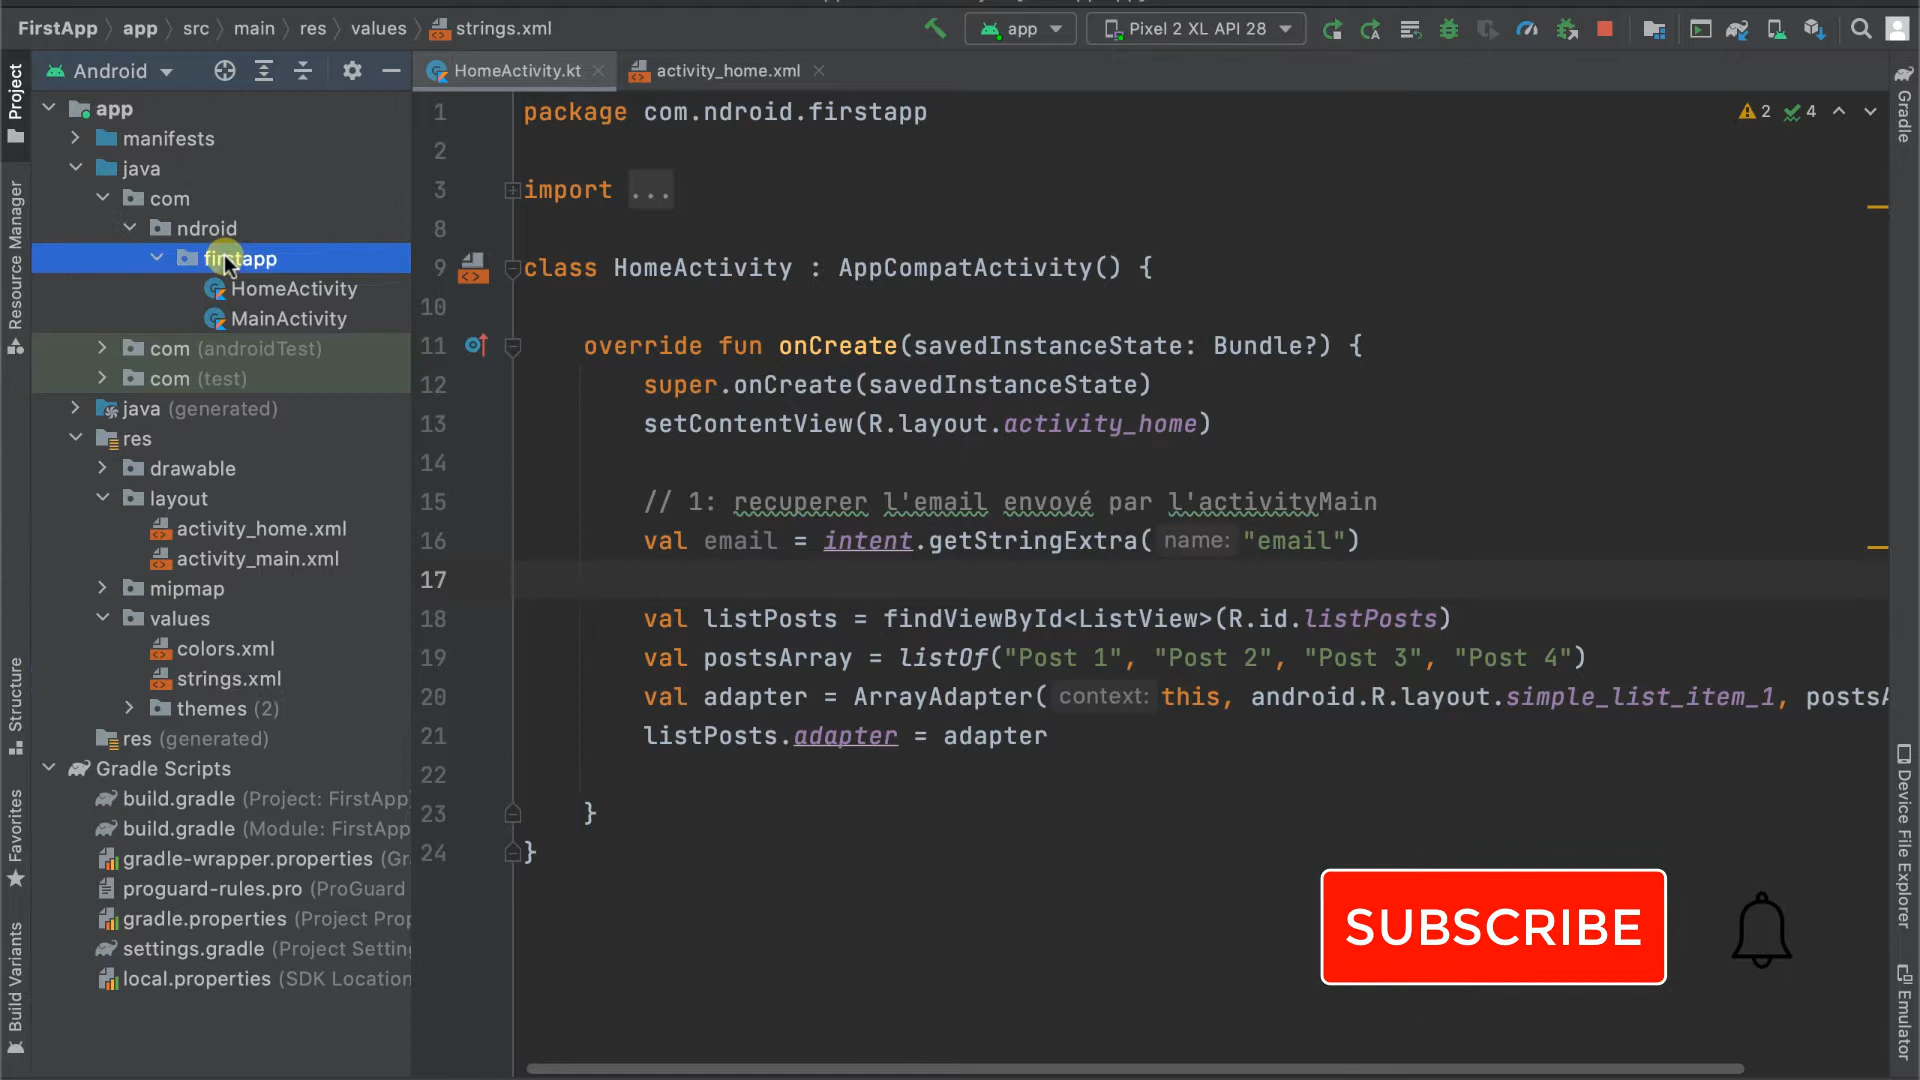 FirstApp app src main res values strings.xml app Pixel 2 XL API 28
Android HomeActivity.kt activity_home.xml
Project
Resource Manager
Structure
Favorites
Build Variants
app
manifests
java
com
ndroid
firstapp
HomeActivity
MainActivity
com (androidTest)
com (test)
java (generated)
res
drawable
layout
activity_home.xml
activity_main.xml
mipmap
values
colors.xml
strings.xml
themes (2)
res (generated)
Gradle Scripts
build.gradle (Project: FirstApp)
build.gradle (Module: FirstApp
gradle-wrapper.properties (Gr
proguard-rules.pro (ProGuard
gradle.properties (Project Prop
settings.gradle (Project Setting
local.properties (SDK Location
1 package com.ndroid.firstapp
2
3 import ...
8
9 class HomeActivity : AppCompatActivity() {
10
11 override fun onCreate(savedInstanceState: Bundle?) {
12 super.onCreate(savedInstanceState)
13 setContentView(R.layout.activity_home)
14
15 // 1: recuperer l'email envoyé par l'activityMain
16 val email = intent.getStringExtra( name: "email")
17
18 val listPosts = findViewById<ListView>(R.id.listPosts)
19 val postsArray = listOf("Post 1", "Post 2", "Post 3", "Post 4")
20 val adapter = ArrayAdapter( context: this, android.R.layout.simple_list_item_1, postsA
21 listPosts.adapter = adapter
22
23 }
24 }
2 4
SUBSCRIBE
Gradle
Device File Explorer
Emulator